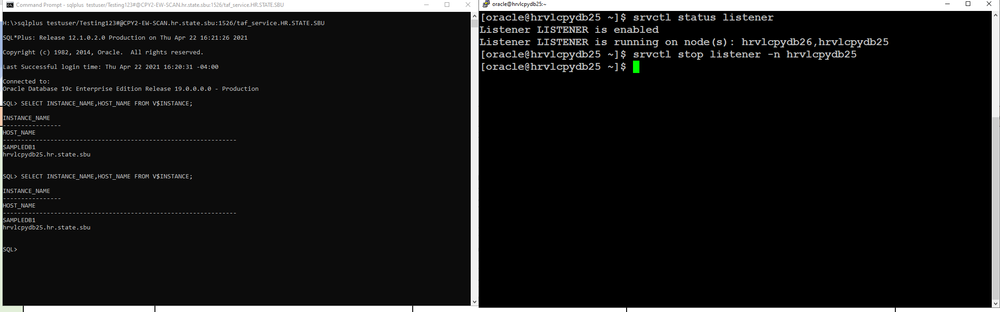 Command Prompt - sqlplus  testuser/Testing123#@CPY2-EW-SCAN.hr.state.sbu:1526/taf_service.HR.STATE.SBU
H:\>sqlplus testuser/Testing123#@CPY2-EW-SCAN.hr.state.sbu:1526/taf_service.HR.STATE.SBU
SQL*Plus: Release 12.1.0.2.0 Production on Thu Apr 22 16:21:26 2021
Copyright (c) 1982, 2014, Oracle.  All rights reserved.
Last Successful login time: Thu Apr 22 2021 16:20:31 -04:00
Connected to:
Oracle Database 19c Enterprise Edition Release 19.0.0.0.0 - Production
SQL> SELECT INSTANCE_NAME,HOST_NAME FROM V$INSTANCE;
INSTANCE_NAME
----------------
HOST_NAME
----------------------------------------------------------------
SAMPLEDB1
hrvlcpydb25.hr.state.sbu
SQL> SELECT INSTANCE_NAME,HOST_NAME FROM V$INSTANCE;
INSTANCE_NAME
----------------
HOST_NAME
----------------------------------------------------------------
SAMPLEDB1
hrvlcpydb25.hr.state.sbu
SQL>
oracle@hrvlcpydb25:~
[oracle@hrvlcpydb25 ~]$ srvctl status listener
Listener LISTENER is enabled
Listener LISTENER is running on node(s): hrvlcpydb26,hrvlcpydb25
[oracle@hrvlcpydb25 ~]$ srvctl stop listener -n hrvlcpydb25
[oracle@hrvlcpydb25 ~]$